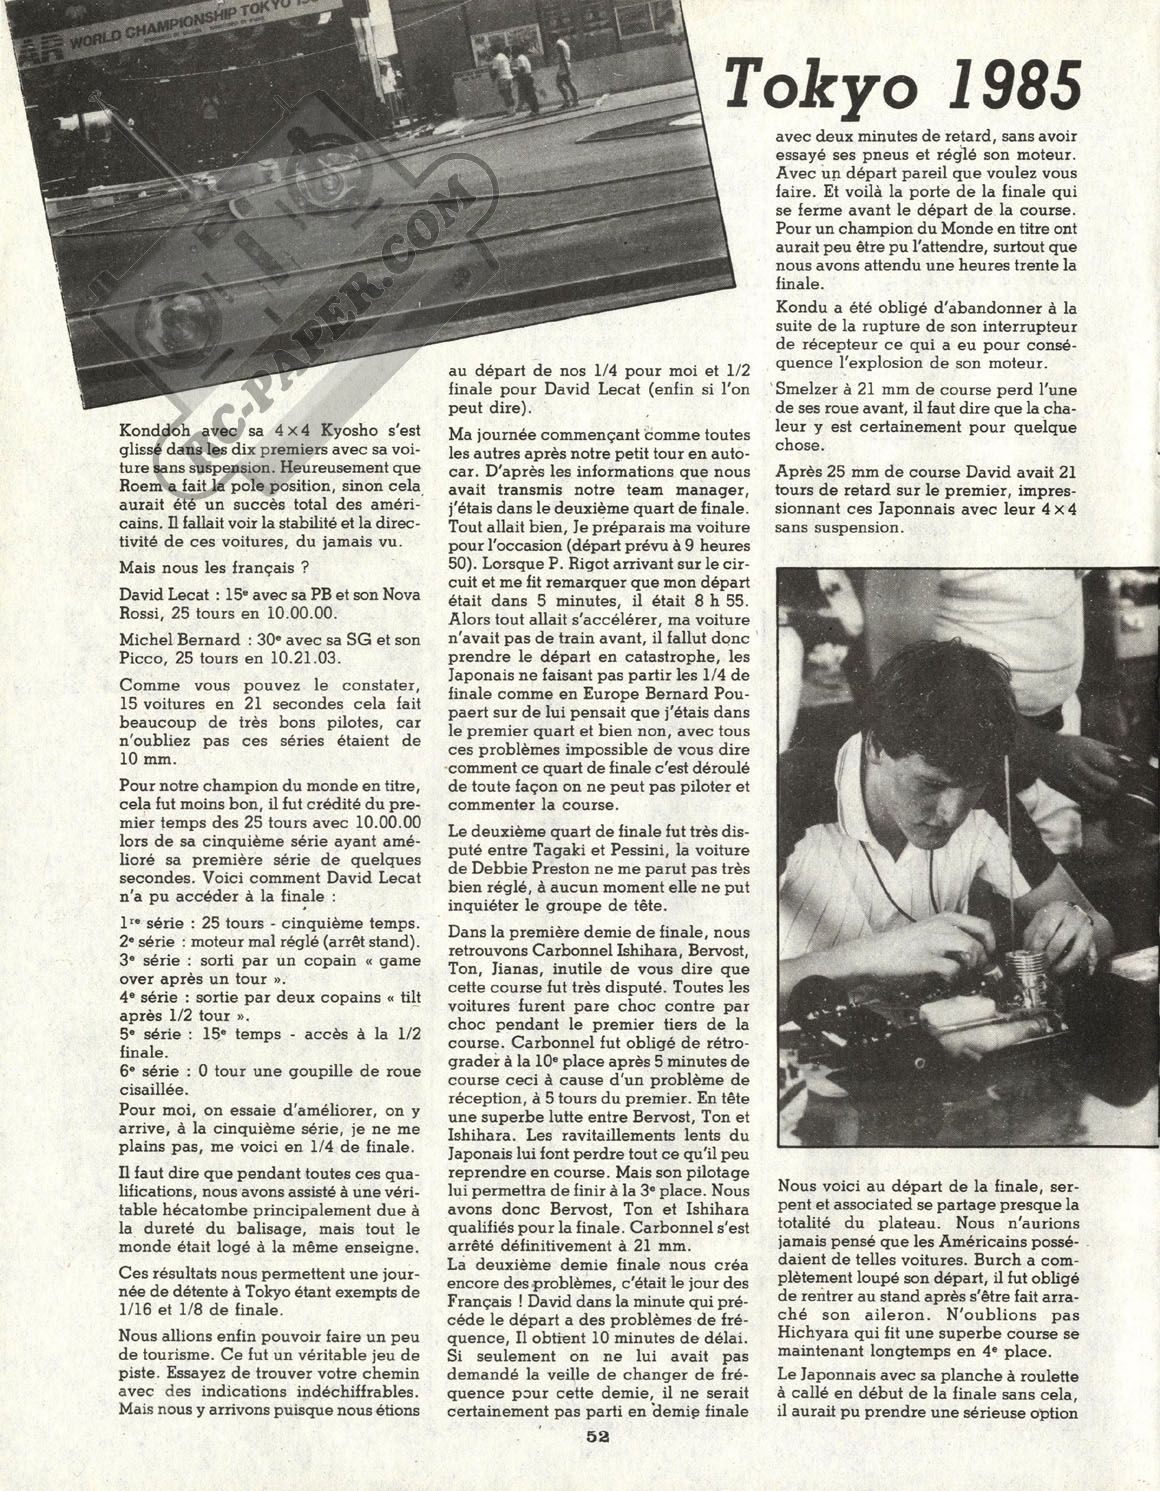 WORLD CHAMPIONSHIP TOKYO
Tokyo 1985
RC-PAPER.COM
Konddoh avec sa 4×4 Kyosho s'est
glissé dans les dix premiers avec sa voi-
ture sans suspension. Heureusement que
Roem a fait la pole position, sinon cela
aurait été un succès total des améri-
cains. Il fallait voir la stabilité et la direc-
tivité de ces voitures, du jamais vu.
Mais nous les français ?
David Lecat : 15e avec sa PB et son Nova
Rossi, 25 tours en 10.00.00.
Michel Bernard : 30e avec sa SG et son
Picco, 25 tours en 10.21.03.
Comme vous pouvez le constater,
15 voitures en 21 secondes cela fait
beaucoup de très bons pilotes, car
n'oubliez pas ces séries étaient de
10 mm.
Pour notre champion du monde en titre,
cela fut moins bon, il fut crédité du pre-
mier temps des 25 tours avec 10.00.00
lors de sa cinquième série ayant amé-
lioré sa première série de quelques
secondes. Voici comment David Lecat
n'a pu accéder à la finale :
1re série : 25 tours - cinquième temps.
2e série : moteur mal réglé (arrêt stand).
3e série : sorti par un copain « game
over après un tour ».
4e série : sortie par deux copains « tilt
après 1/2 tour ».
5e série : 15e temps - accès à la 1/2
finale.
6e série : 0 tour une goupille de roue
cisaillée.
Pour moi, on essaie d'améliorer, on y
arrive, à la cinquième série, je ne me
plains pas, me voici en 1/4 de finale.
Il faut dire que pendant toutes ces qua-
lifications, nous avons assisté à une véri-
table hécatombe principalement due à
la dureté du balisage, mais tout le
monde était logé à la même enseigne.
Ces résultats nous permettent une jour-
née de détente à Tokyo étant exempts de
1/16 et 1/8 de finale.
Nous allions enfin pouvoir faire un peu
de tourisme. Ce fut un véritable jeu de
piste. Essayez de trouver votre chemin
avec des indications indéchiffrables.
Mais nous y arrivons puisque nous étions
au départ de nos 1/4 pour moi et 1/2
finale pour David Lecat (enfin si l'on
peut dire).
Ma journée commençant comme toutes
les autres après notre petit tour en auto-
car. D'après les informations que nous
avait transmis notre team manager,
j'étais dans le deuxième quart de finale.
Tout allait bien, Je préparais ma voiture
pour l'occasion (départ prévu à 9 heures
50). Lorsque P. Rigot arrivant sur le cir-
cuit et me fit remarquer que mon départ
était dans 5 minutes, il était 8 h 55.
Alors tout allait s'accélérer, ma voiture
n'avait pas de train avant, il fallut donc
prendre le départ en catastrophe, les
Japonais ne faisant pas partir les 1/4 de
finale comme en Europe Bernard Pou-
paert sur de lui pensait que j'étais dans
le premier quart et bien non, avec tous
ces problèmes impossible de vous dire
comment ce quart de finale c'est déroulé
de toute façon on ne peut pas piloter et
commenter la course.
Le deuxième quart de finale fut très dis-
puté entre Tagaki et Pessini, la voiture
de Debbie Preston ne me parut pas très
bien réglé, à aucun moment elle ne put
inquiéter le groupe de tête.
Dans la première demie de finale, nous
retrouvons Carbonnel Ishihara, Bervost,
Ton, Jianas, inutile de vous dire que
cette course fut très disputé. Toutes les
voitures furent pare choc contre par
choc pendant le premier tiers de la
course. Carbonnel fut obligé de rétro-
grader à la 10e place après 5 minutes de
course ceci à cause d'un problème de
réception, à 5 tours du premier. En tête
une superbe lutte entre Bervost, Ton et
Ishihara. Les ravitaillements lents du
Japonais lui font perdre tout ce qu'il peu
reprendre en course. Mais son pilotage
lui permettra de finir à la 3e place. Nous
avons donc Bervost, Ton et Ishihara
qualifiés pour la finale. Carbonnel s'est
arrêté définitivement à 21 mm.
La deuxième demie finale nous créa
encore des problèmes, c'était le jour des
Français ! David dans la minute qui pré-
céde le départ a des problèmes de fré-
quence, Il obtient 10 minutes de délai.
Si seulement on ne lui avait pas
demandé la veille de changer de fré-
quence pour cette demie, il ne serait
certainement pas parti en demie finale
avec deux minutes de retard, sans avoir
essayé ses pneus et réglé son moteur.
Avec un départ pareil que voulez vous
faire. Et voilà la porte de la finale qui
se ferme avant le départ de la course.
Pour un champion du Monde en titre ont
aurait peu être pu l'attendre, surtout que
nous avons attendu une heures trente la
finale.
Kondu a été obligé d'abandonner à la
suite de la rupture de son interrupteur
de récepteur ce qui a eu pour consé-
quence l'explosion de son moteur.
Smelzer à 21 mm de course perd l'une
de ses roue avant, il faut dire que la cha-
leur y est certainement pour quelque
chose.
Après 25 mm de course David avait 21
tours de retard sur le premier, impres-
sionnant ces Japonnais avec leur 4×4
sans suspension.
Nous voici au départ de la finale, ser-
pent et associated se partage presque la
totalité du plateau. Nous n'aurions
jamais pensé que les Américains possé-
daient de telles voitures. Burch a com-
plètement loupé son départ, il fut obligé
de rentrer au stand après s'être fait arra-
ché son aileron. N'oublions pas
Hichyara qui fit une superbe course se
maintenant longtemps en 4e place.
Le Japonnais avec sa planche à roulette
à callé en début de la finale sans cela,
il aurait pu prendre une sérieuse option
52